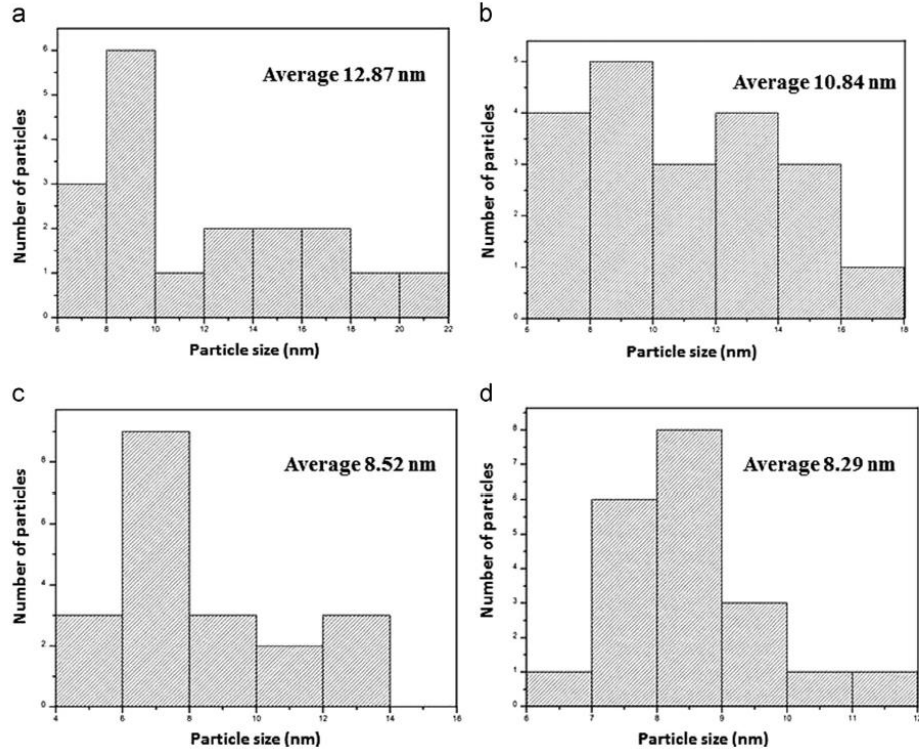 a
Average 12.87 nm
Number of particles
6
5
4
3
2
1
0
6 8 10 12 14 16 18 20 22
Particle size (nm)
b
Average 10.84 nm
Number of particles
5
4
3
2
1
0
6 8 10 12 14 16 18
Particle size (nm)
c
Average 8.52 nm
Number of particles
8
6
4
2
0
4 6 8 10 12 14 16
Particle size (nm)
d
Average 8.29 nm
Number of particles
8
7
6
5
4
3
2
1
0
6 7 8 9 10 11 12
Particle size (nm)